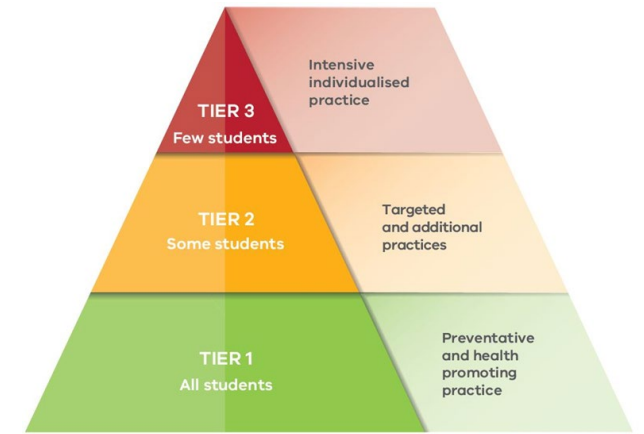 TIER 3
Few students
Intensive
individualised
practice
TIER 2
Some students
Targeted
and additional
practices
TIER 1
All students
Preventative
and health
promoting
practice